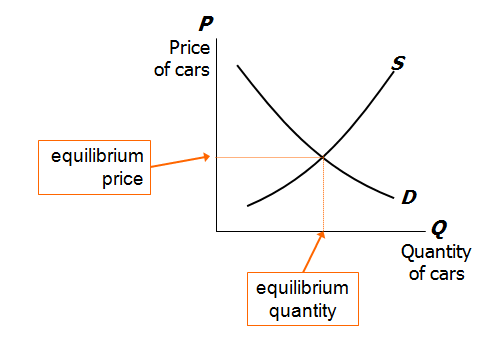 P
Price
of cars
S
equilibrium
price
D
Q
Quantity
of cars
equilibrium
quantity